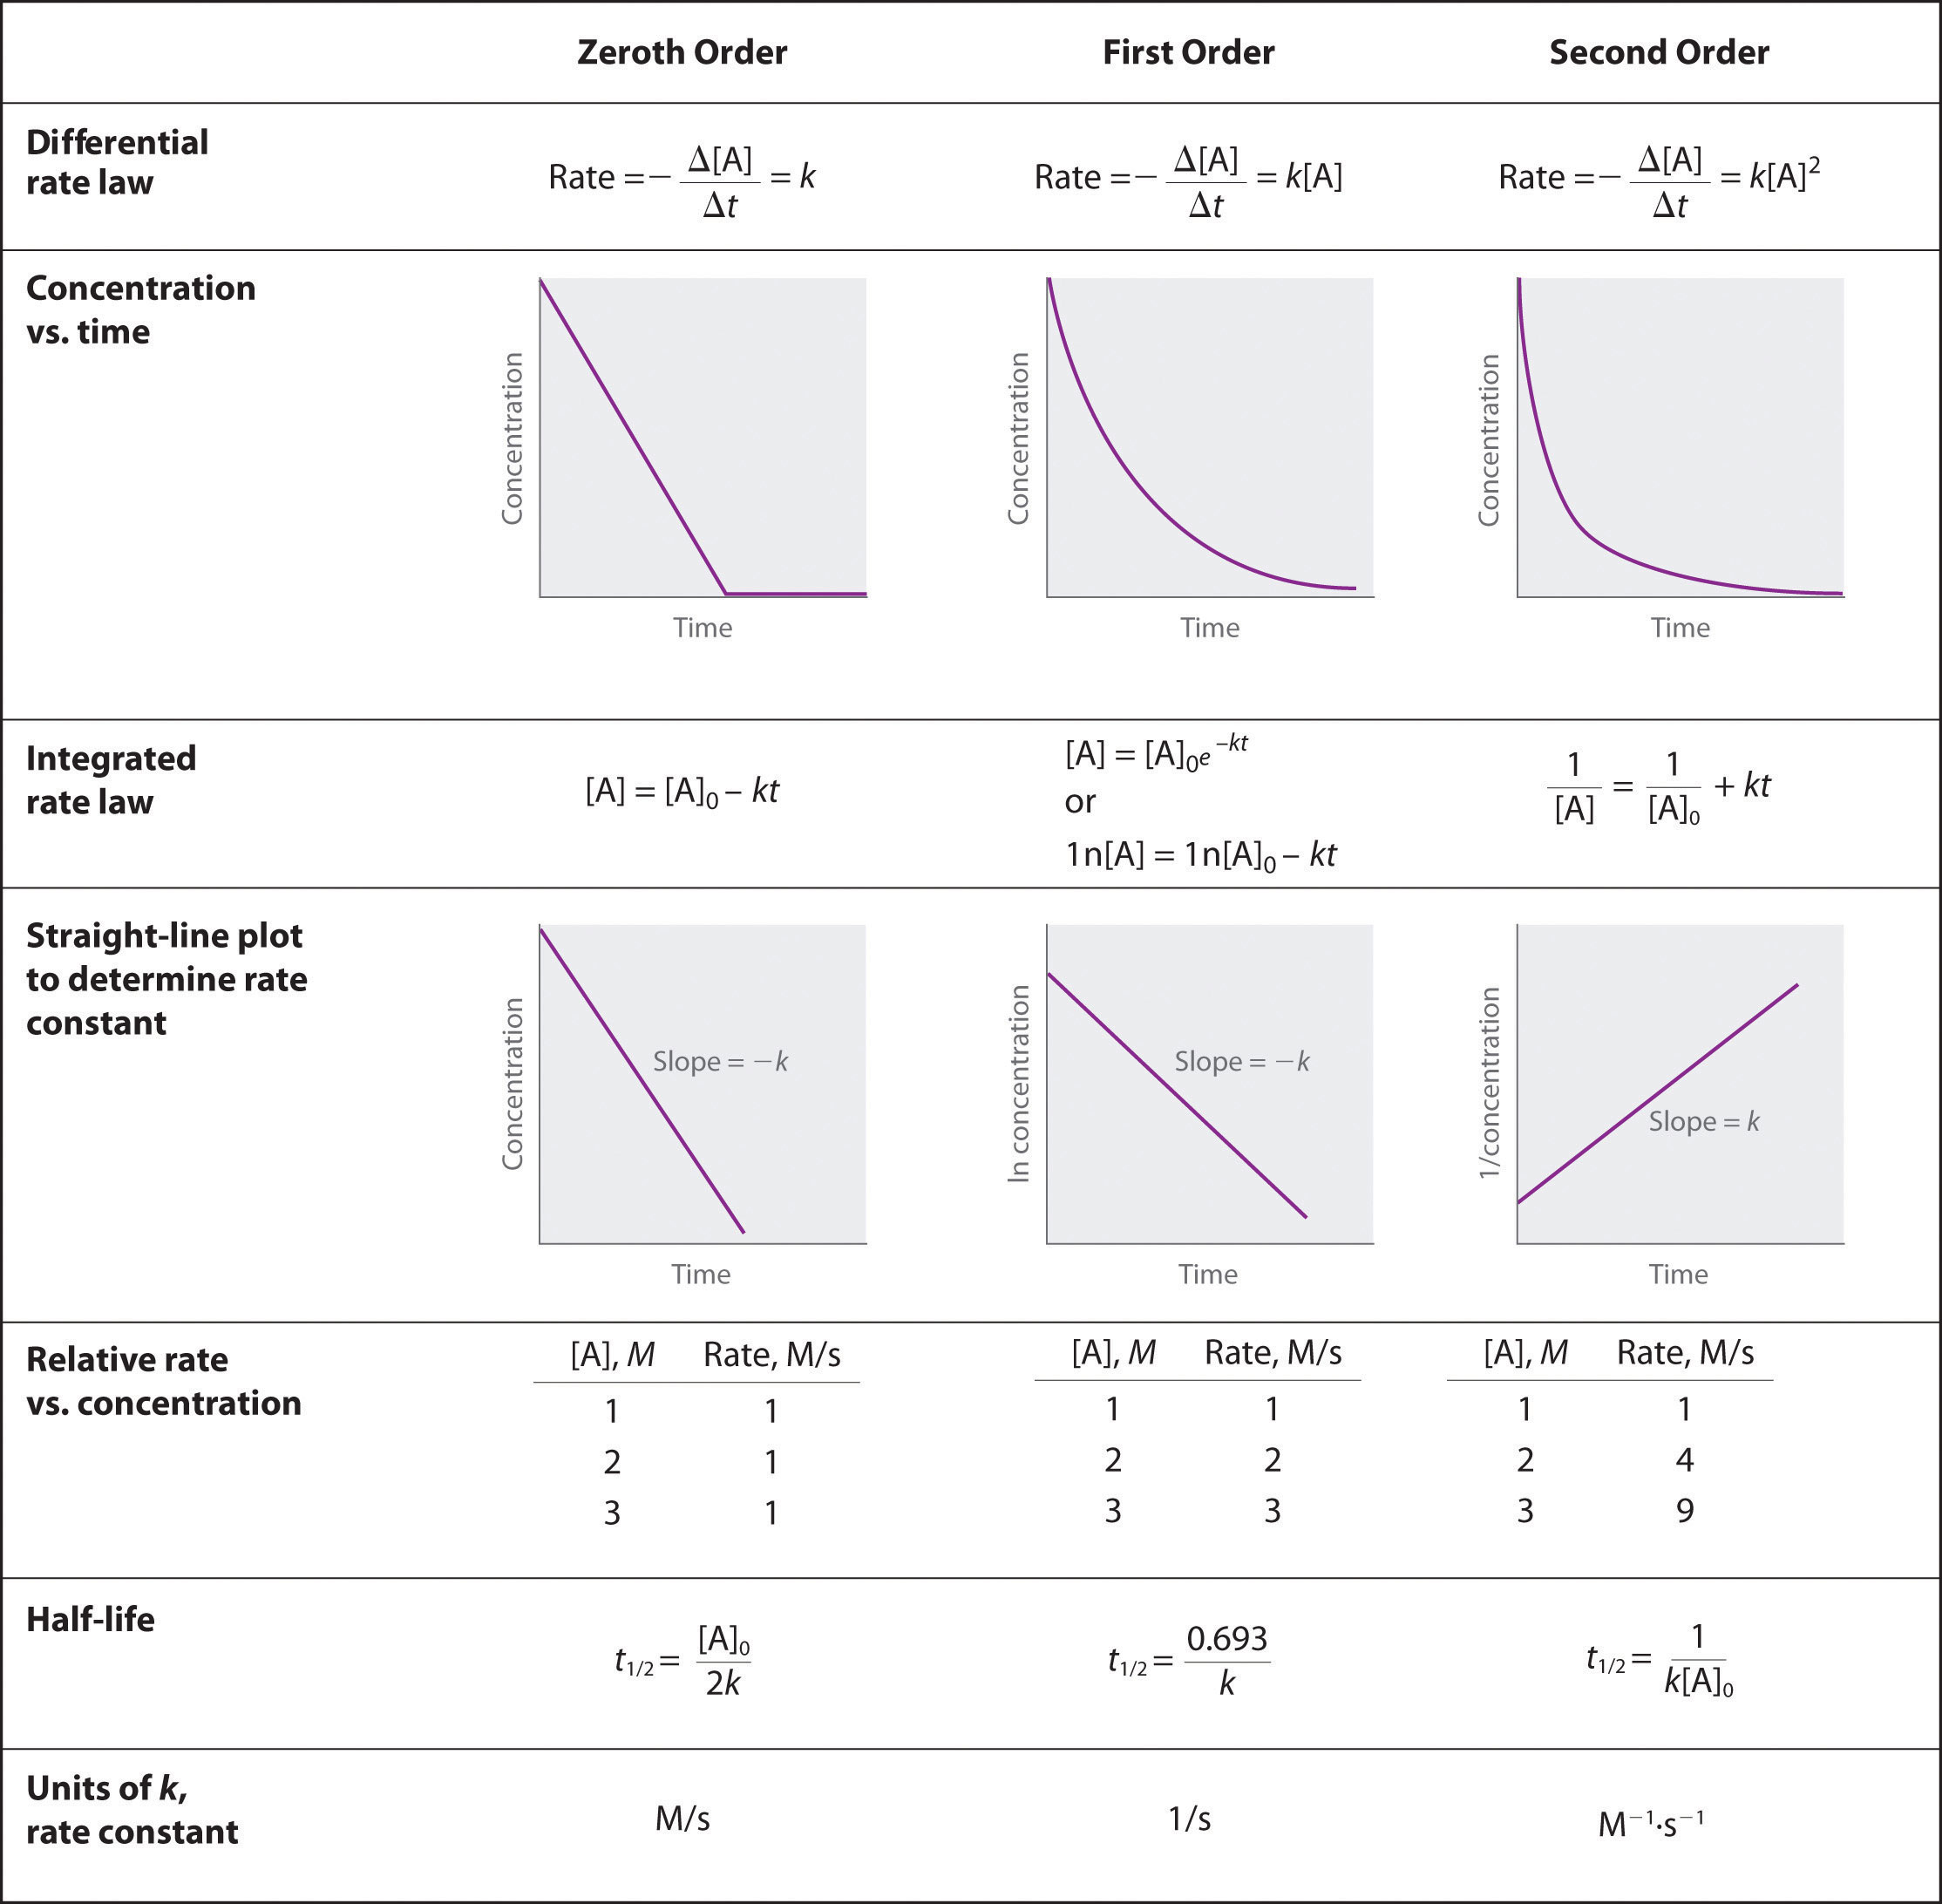 Zeroth Order First Order Second Order
Differential
rate law
Rate =− Δ[A]/Δt = k
Rate =− Δ[A]/Δt = k[A]
Rate =− Δ[A]/Δt = k[A]²
Concentration
vs. time
Concentration
Time
Concentration
Time
Concentration
Time
Integrated
rate law
[A] = [A]₀ – kt
[A] = [A]₀e^–kt
or
1n[A] = 1n[A]₀ – kt
1/[A] = 1/[A]₀ + kt
Straight-line plot
to determine rate
constant
Concentration
Slope = −k
Time
ln concentration
Slope = −k
Time
1/concentration
Slope = k
Time
Relative rate
vs. concentration
[A], M Rate, M/s
1 1
2 1
3 1
[A], M Rate, M/s
1 1
2 2
3 3
[A], M Rate, M/s
1 1
2 4
3 9
Half-life
t₁/₂ = [A]₀/2k
t₁/₂ = 0.693/k
t₁/₂ = 1/k[A]₀
Units of k,
rate constant
M/s
1/s
M⁻¹·s⁻¹